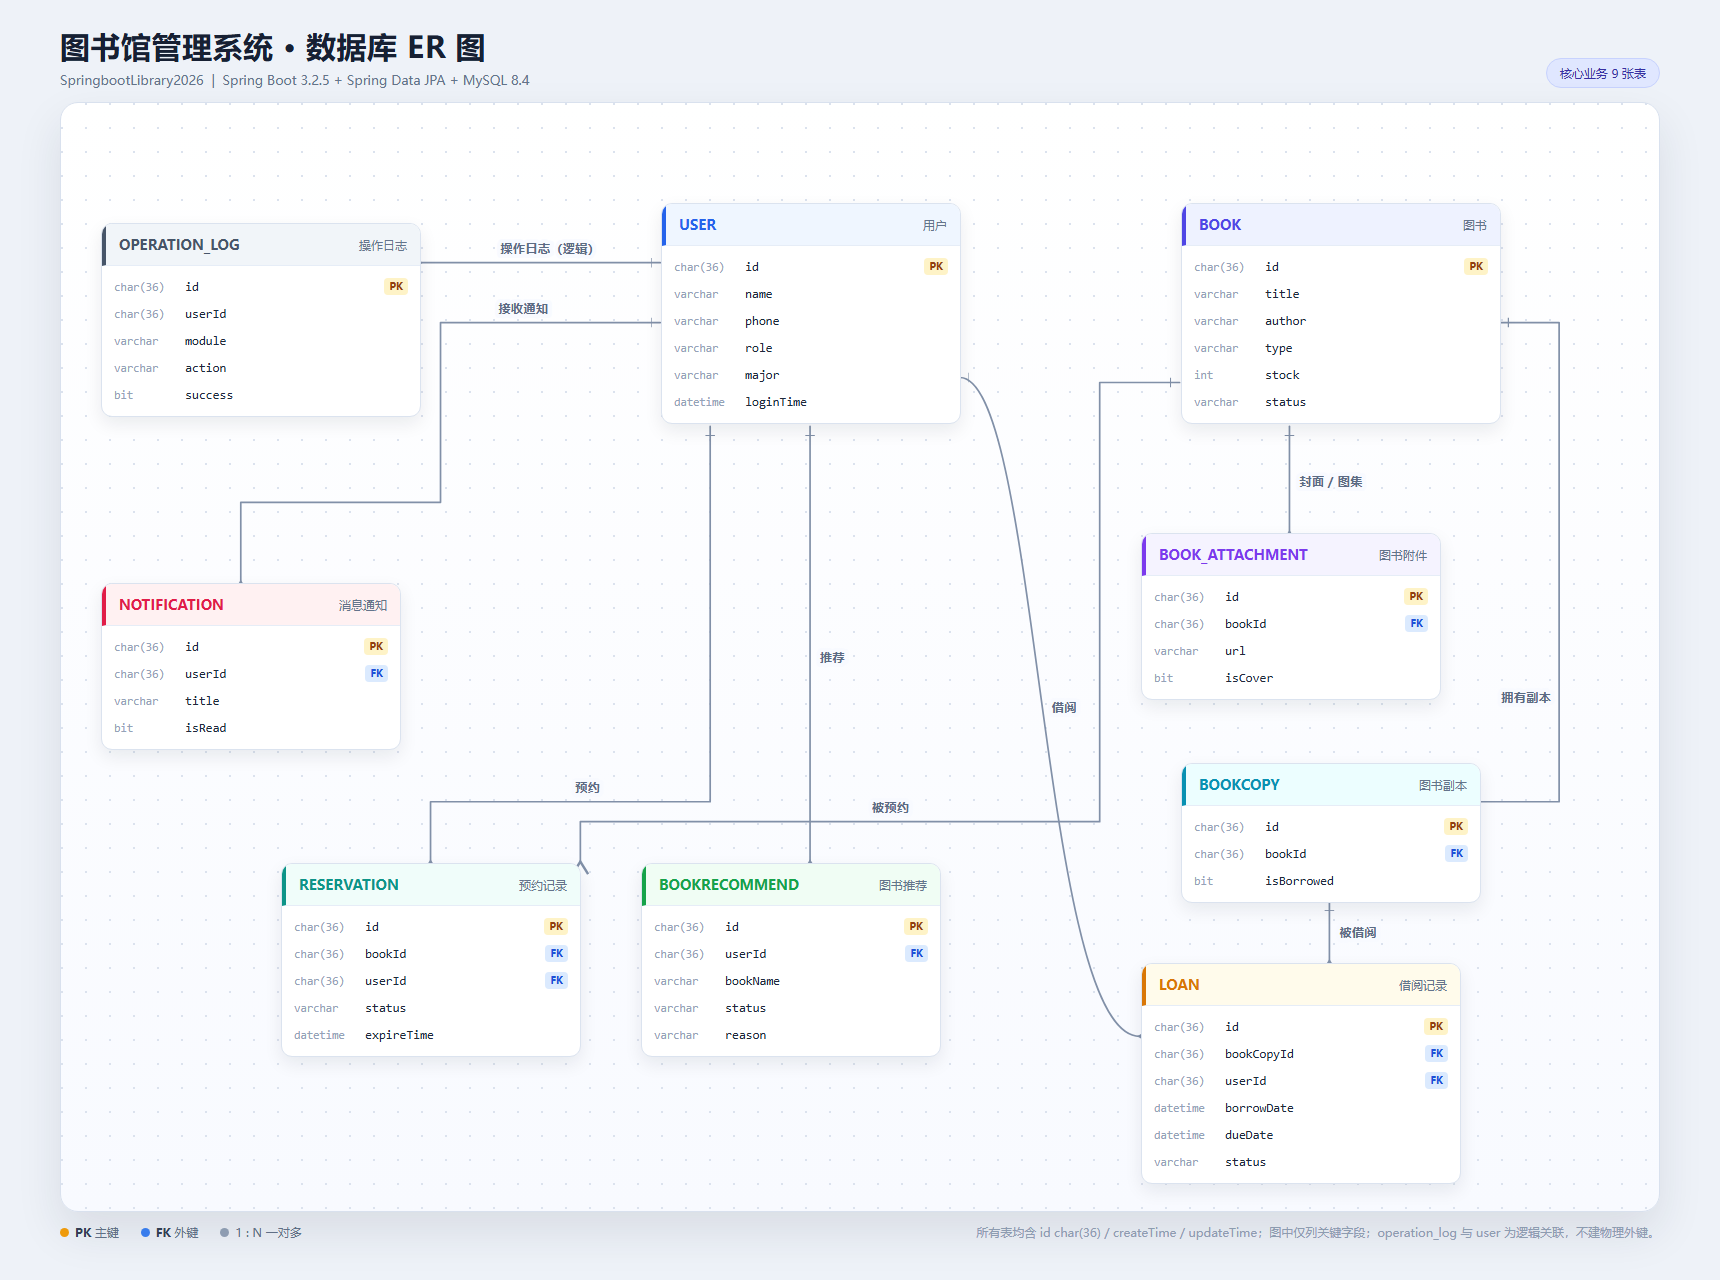 图书馆管理系统 • 数据库 ER 图
SpringbootLibrary2026 | Spring Boot 3.2.5 + Spring Data JPA + MySQL 8.4
核心业务 9 张表
OPERATION_LOG 操作日志
char(36) id PK
char(36) userId
varchar module
varchar action
bit success
操作日志（逻辑）
接收通知
USER 用户
char(36) id PK
varchar name
varchar phone
varchar role
varchar major
datetime loginTime
BOOK 图书
char(36) id PK
varchar title
varchar author
varchar type
int stock
varchar status
封面 / 图集
BOOK_ATTACHMENT 图书附件
char(36) id PK
char(36) bookId FK
varchar url
bit isCover
NOTIFICATION 消息通知
char(36) id PK
char(36) userId FK
varchar title
bit isRead
推荐
借阅
拥有副本
预约
被预约
BOOKCOPY 图书副本
char(36) id PK
char(36) bookId FK
bit isBorrowed
被借阅
RESERVATION 预约记录
char(36) id PK
char(36) bookId FK
char(36) userId FK
varchar status
datetime expireTime
BOOKRECOMMEND 图书推荐
char(36) id PK
char(36) userId FK
varchar bookName
varchar status
varchar reason
LOAN 借阅记录
char(36) id PK
char(36) bookCopyId FK
char(36) userId FK
datetime borrowDate
datetime dueDate
varchar status
PK 主键 FK 外键 1 : N 一对多
所有表均含 id char(36) / createTime / updateTime；图中仅列关键字段；operation_log 与 user 为逻辑关联，不建物理外键。